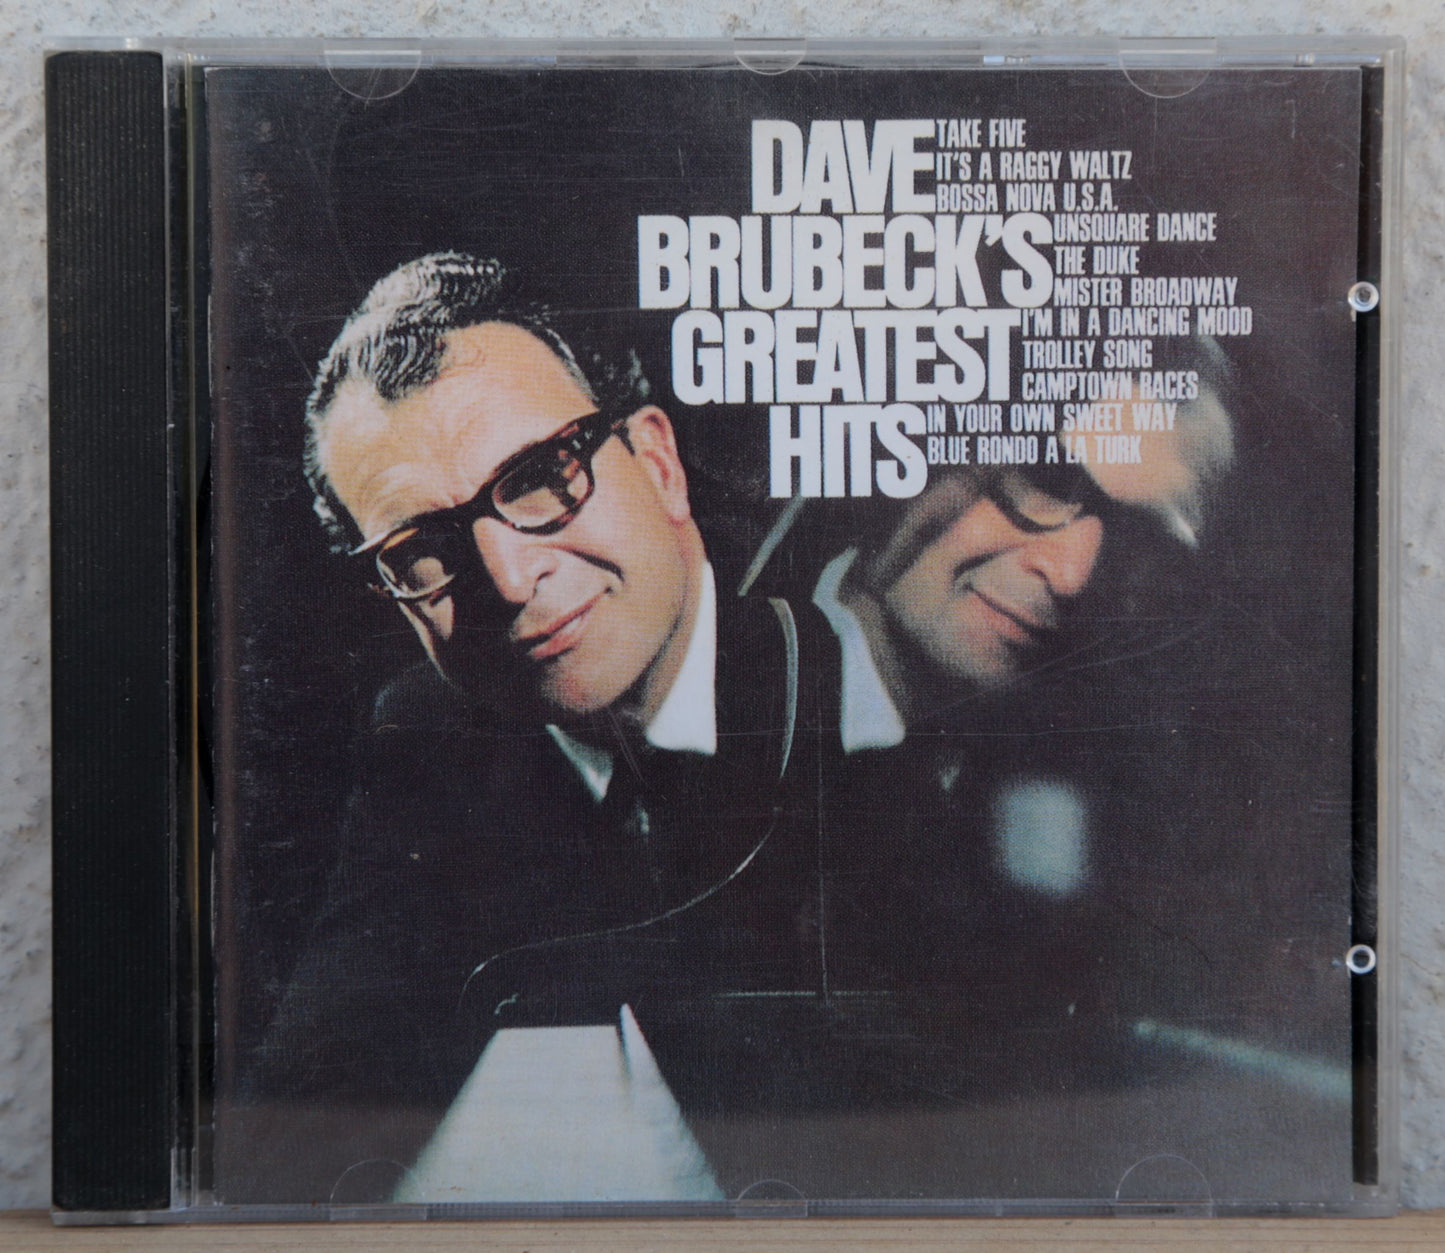 DAVE
BRUBECK'S
GREATEST
HITS
TAKE FIVE
IT'S A RAGGY WALTZ
BOSSA NOVA U.S.A.
UNSQUARE DANCE
THE DUKE
MISTER BROADWAY
I'M IN A DANCING MOOD
TROLLEY SONG
CAMPTOWN RACES
IN YOUR OWN SWEET WAY
BLUE RONDO A LA TURK